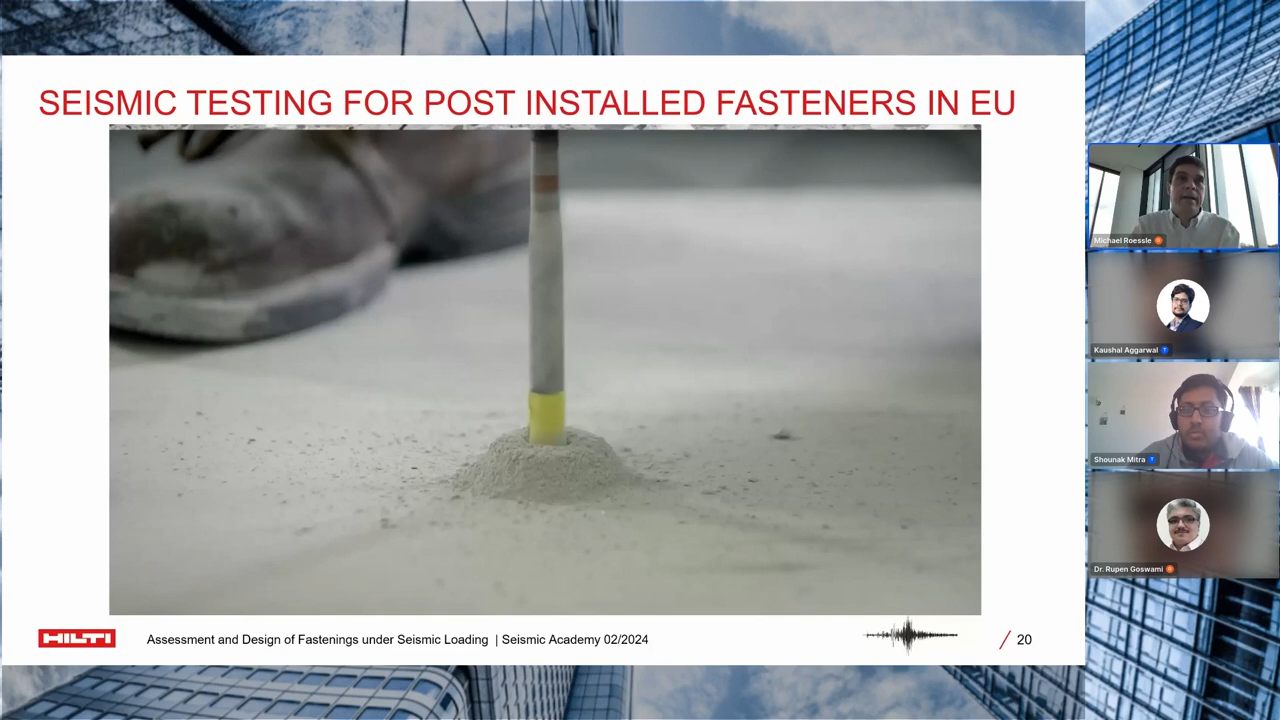 SEISMIC TESTING FOR POST INSTALLED FASTENERS IN EU
Michael Roessle
Kaushal Aggarwal
Shounak Mitra
Dr. Rupen Goswami
HILTI
Assessment and Design of Fastenings under Seismic Loading | Seismic Academy 02/2024
/ 20